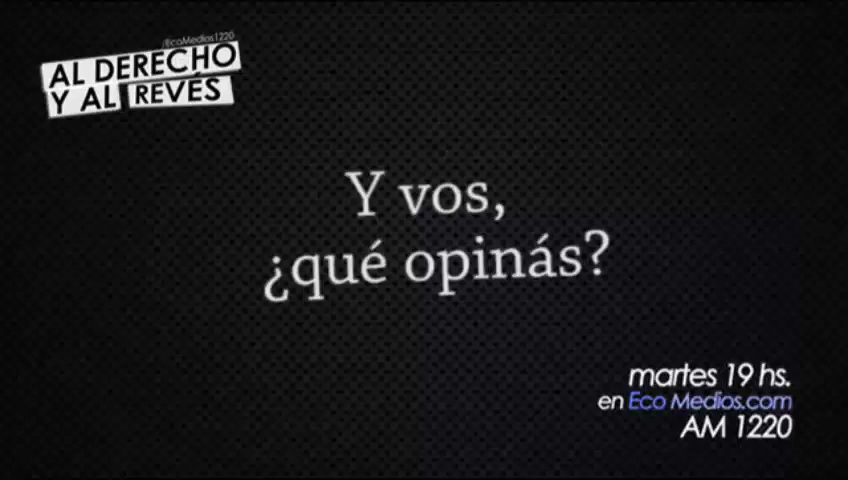 /EcoMedios1220
AL DERECHO
Y AL REVÉS
Y vos,
¿qué opinás?
martes 19 hs.
en Eco Medios.com
AM 1220